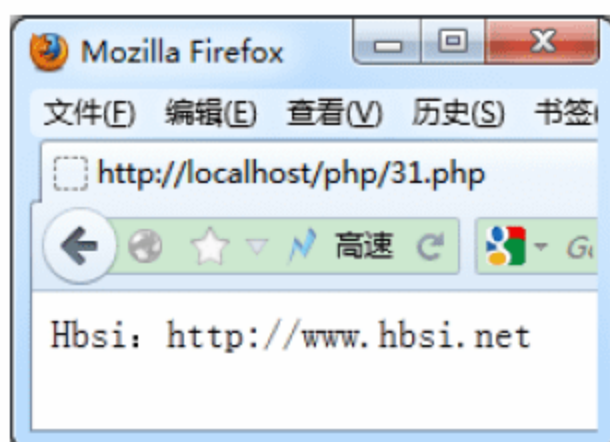 Mozilla Firefox
文件(F) 编辑(E) 查看(V) 历史(S) 书签
http://localhost/php/31.php
高速
Hbsi：http://www.hbsi.net